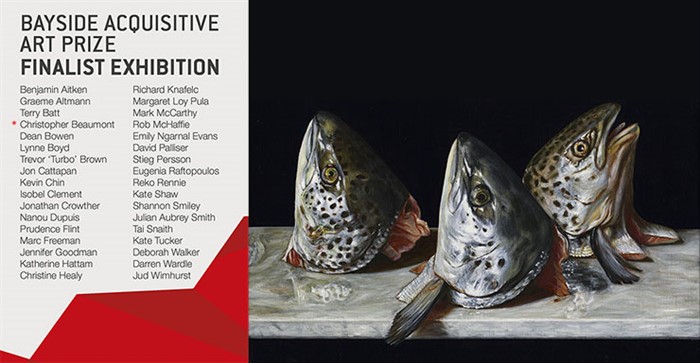 BAYSIDE ACQUISITIVE
ART PRIZE
FINALIST EXHIBITION
Benjamin Aitken
Graeme Altmann
Terry Batt
* Christopher Beaumont
Dean Bowen
Lynne Boyd
Trevor ‘Turbo’ Brown
Jon Cattapan
Kevin Chin
Isobel Clement
Jonathan Crowther
Nanou Dupuis
Prudence Flint
Marc Freeman
Jennifer Goodman
Katherine Hattam
Christine Healy
Richard Knafelc
Margaret Loy Pula
Mark McCarthy
Rob McHaffie
Emily Ngarnal Evans
David Palliser
Stieg Persson
Eugenia Raftopoulos
Reko Rennie
Kate Shaw
Shannon Smiley
Julian Aubrey Smith
Tai Snaith
Kate Tucker
Deborah Walker
Darren Wardle
Jud Wimhurst